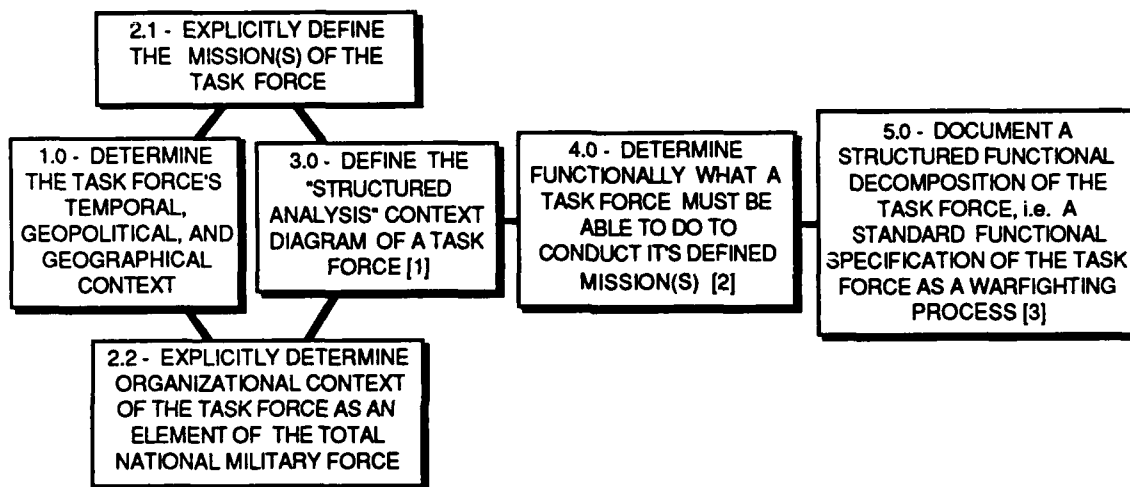 2.1 - EXPLICITLY DEFINE
THE MISSION(S) OF THE
TASK FORCE
1.0 - DETERMINE
THE TASK FORCE'S
TEMPORAL,
GEOPOLITICAL, AND
GEOGRAPHICAL
CONTEXT
3.0 - DEFINE THE
"STRUCTURED
ANALYSIS" CONTEXT
DIAGRAM OF A TASK
FORCE [1]
4.0 - DETERMINE
FUNCTIONALLY WHAT A
TASK FORCE MUST BE
ABLE TO DO TO
CONDUCT IT'S DEFINED
MISSION(S) [2]
5.0 - DOCUMENT A
STRUCTURED FUNCTIONAL
DECOMPOSITION OF THE
TASK FORCE, i.e. A
STANDARD FUNCTIONAL
SPECIFICATION OF THE TASK
FORCE AS A WARFIGHTING
PROCESS [3]
2.2 - EXPLICITLY DETERMINE
ORGANIZATIONAL CONTEXT
OF THE TASK FORCE AS AN
ELEMENT OF THE TOTAL
NATIONAL MILITARY FORCE